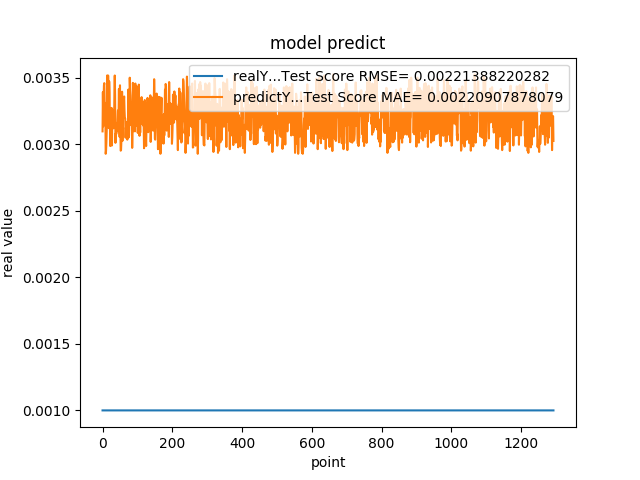 model predict
realY...Test Score RMSE= 0.00221388220282
predictY...Test Score MAE= 0.00220907878079
0.0035
0.0030
0.0025
0.0020
0.0015
0.0010
real value
0 200 400 600 800 1000 1200
point